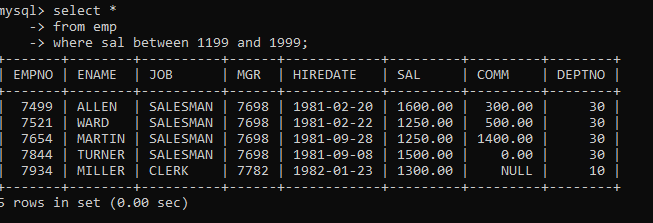 mysql> select *
    -> from emp
    -> where sal between 1199 and 1999;
+-------+--------+----------+------+------------+---------+---------+--------+
| EMPNO | ENAME  | JOB      | MGR  | HIREDATE   | SAL     | COMM    | DEPTNO |
+-------+--------+----------+------+------------+---------+---------+--------+
|  7499 | ALLEN  | SALESMAN | 7698 | 1981-02-20 | 1600.00 |  300.00 |     30 |
|  7521 | WARD   | SALESMAN | 7698 | 1981-02-22 | 1250.00 |  500.00 |     30 |
|  7654 | MARTIN | SALESMAN | 7698 | 1981-09-28 | 1250.00 | 1400.00 |     30 |
|  7844 | TURNER | SALESMAN | 7698 | 1981-09-08 | 1500.00 |    0.00 |     30 |
|  7934 | MILLER | CLERK    | 7782 | 1982-01-23 | 1300.00 |    NULL |     10 |
+-------+--------+----------+------+------------+---------+---------+--------+
5 rows in set (0.00 sec)